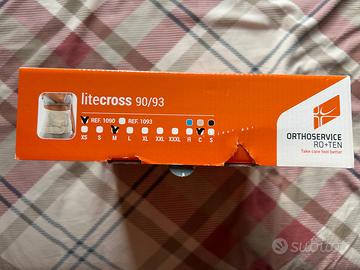 litecross 90/93
REF. 1090 REF. 1093
XS S M L XL XXL XXXL R C S
ORTHOSERVICE
RO+TEN
Take care feel better
subito